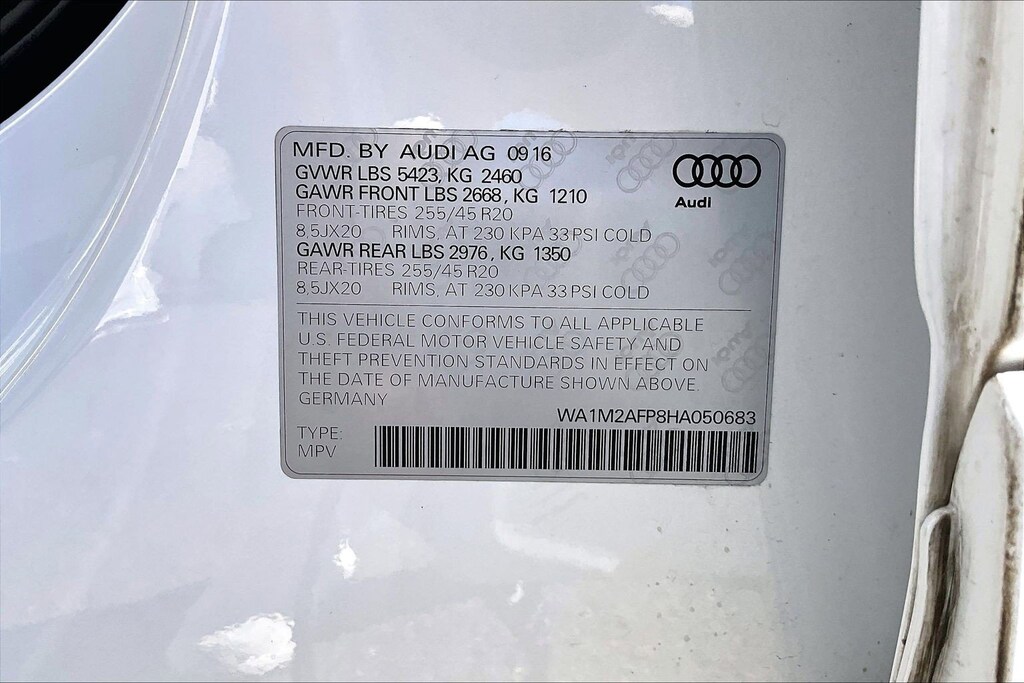 MFD. BY AUDI AG 09 16
GVWR LBS 5423, KG 2460
GAWR FRONT LBS 2668, KG 1210
FRONT-TIRES 255/45 R20
8,5JX20 RIMS, AT 230 KPA 33 PSI COLD
GAWR REAR LBS 2976, KG 1350
REAR-TIRES 255/45 R20
8,5JX20 RIMS, AT 230 KPA 33 PSI COLD
Audi
THIS VEHICLE CONFORMS TO ALL APPLICABLE
U.S. FEDERAL MOTOR VEHICLE SAFETY AND
THEFT PREVENTION STANDARDS IN EFFECT ON
THE DATE OF MANUFACTURE SHOWN ABOVE.
GERMANY
WA1M2AFP8HA050683
TYPE:
MPV